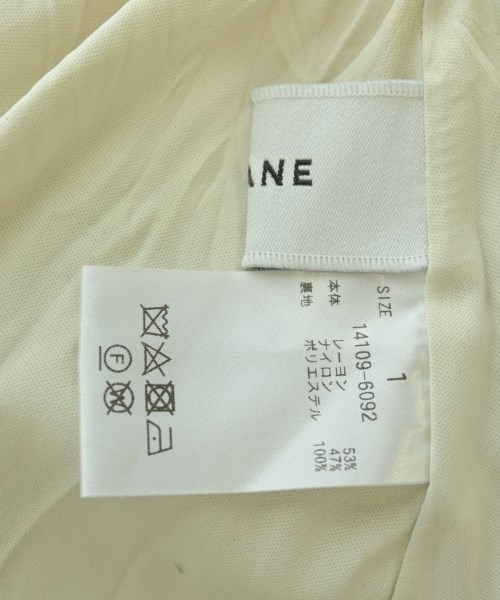 ANE
SIZE 1
14109-6092
本体 レーヨン 53%
ナイロン 47%
裏地 ポリエステル 100%
F W